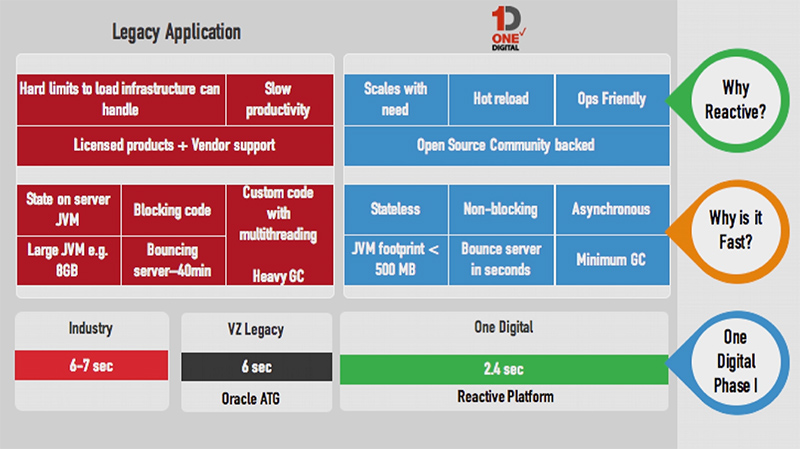 Legacy Application
1D
ONE
DIGITAL
Hard limits to load infrastructure can
handle
Slow
productivity
Licensed products + Vendor support
Scales with
need
Hot reload
Ops Friendly
Open Source Community backed
Why
Reactive?
State on server
JVM
Blocking code
Custom code
with
multithreading
Large JVM e.g.
8GB
Bouncing
server–40min
Heavy GC
Stateless
Non-blocking
Asynchronous
JVM footprint <
500 MB
Bounce server
in seconds
Minimum GC
Why is it
Fast?
Industry
6-7 sec
VZ Legacy
6 sec
Oracle ATG
One Digital
2.4 sec
Reactive Platform
One
Digital
Phase I